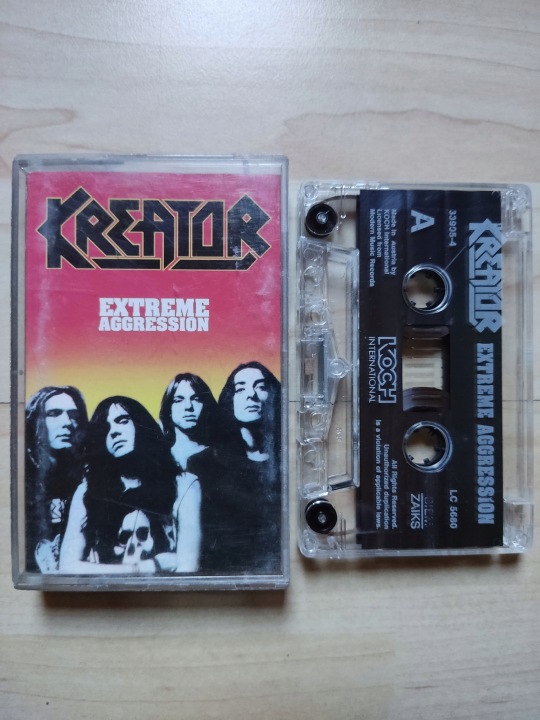 KREATOR
EXTREME
AGGRESSION
KREATOR EXTREME AGGRESSION
33905-4
LC 5680
A
Made in Austria by
KOCH International
Licensed from
Modern Music Records
KOCH
INTERNATIONAL
All Rights Reserved.
Unauthorized duplication
is a violation of applicable laws.
ZAIKS